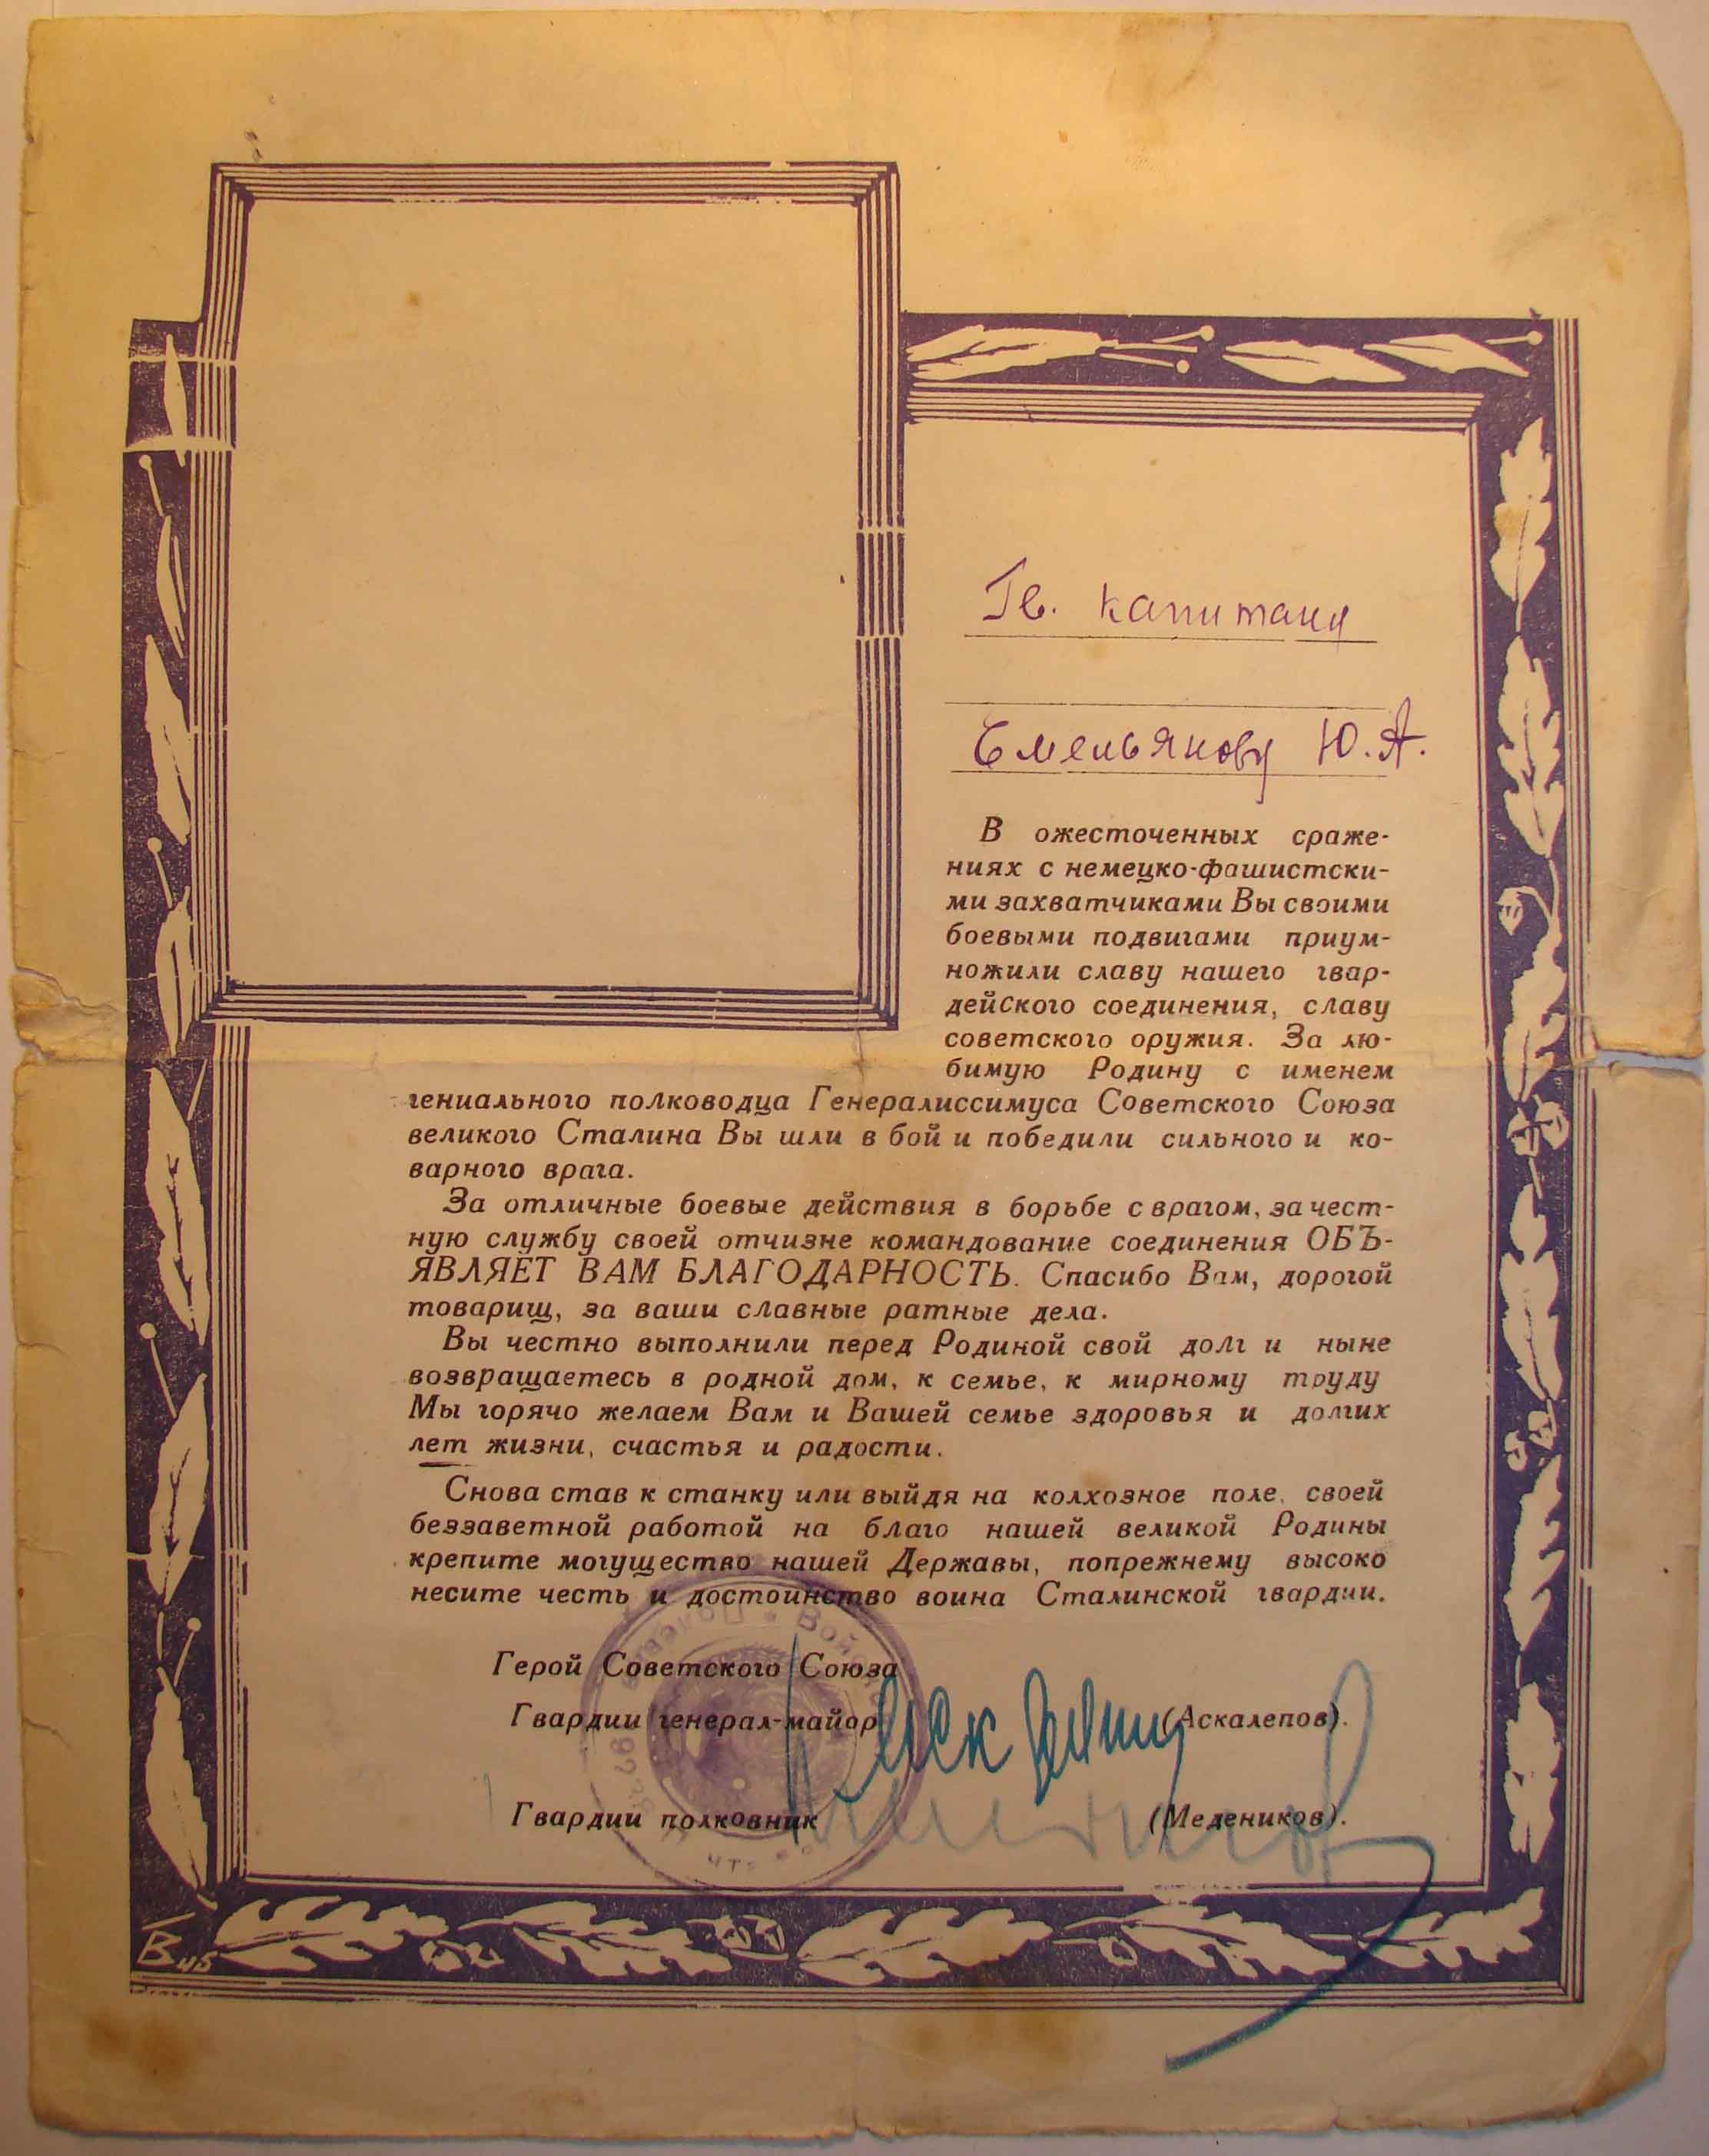 Гв. капитану
Емельянову Ю.А.
В ожесточенных сраже-
ниях с немецко-фашистски-
ми захватчиками Вы своими
боевыми подвигами приум-
ножили славу нашего гвар-
дейского соединения, славу
советского оружия. За лю-
бимую Родину с именем
гениального полководца Генералиссимуса Советского Союза
великого Сталина Вы шли в бой и победили сильного и ко-
варного врага.
За отличные боевые действия в борьбе с врагом, за чест-
ную службу своей отчизне командование соединения ОБЪ-
ЯВЛЯЕТ ВАМ БЛАГОДАРНОСТЬ. Спасибо Вам, дорогой
товарищ, за ваши славные ратные дела.
Вы честно выполнили перед Родиной свой долг и ныне
возвращаетесь в родной дом, к семье, к мирному труду
Мы горячо желаем Вам и Вашей семье здоровья и долгих
лет жизни, счастья и радости.
Снова став к станку или выйдя на колхозное поле, своей
беззаветной работой на благо нашей великой Родины
крепите могущество нашей Державы, попрежнему высоко
несите честь и достоинство воина Сталинской гвардии.
Герой Советского Союза
Гвардии генерал-майор (Аскалепов).
Гвардии полковник (Медеников).